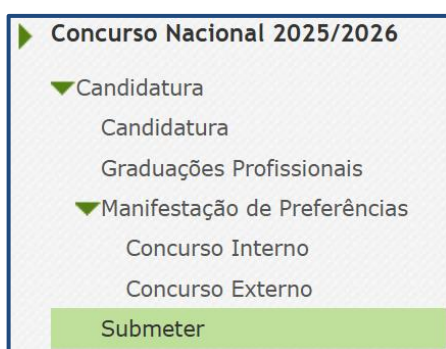 Concurso Nacional 2025/2026
Candidatura
Candidatura
Graduações Profissionais
Manifestação de Preferências
Concurso Interno
Concurso Externo
Submeter